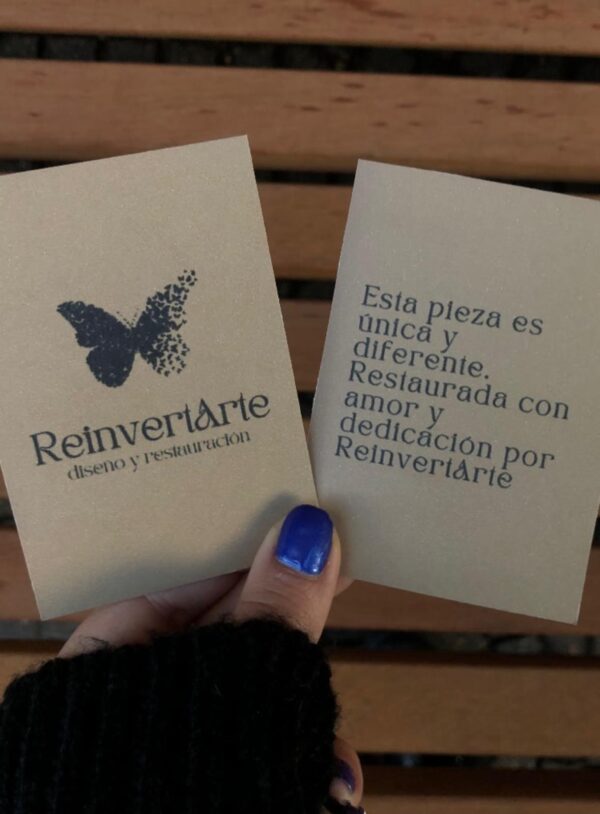 ReinvertArte
diseño y restauración
Esta pieza es
única y
diferente.
Restaurada con
amor y
dedicación por
ReinvertArte